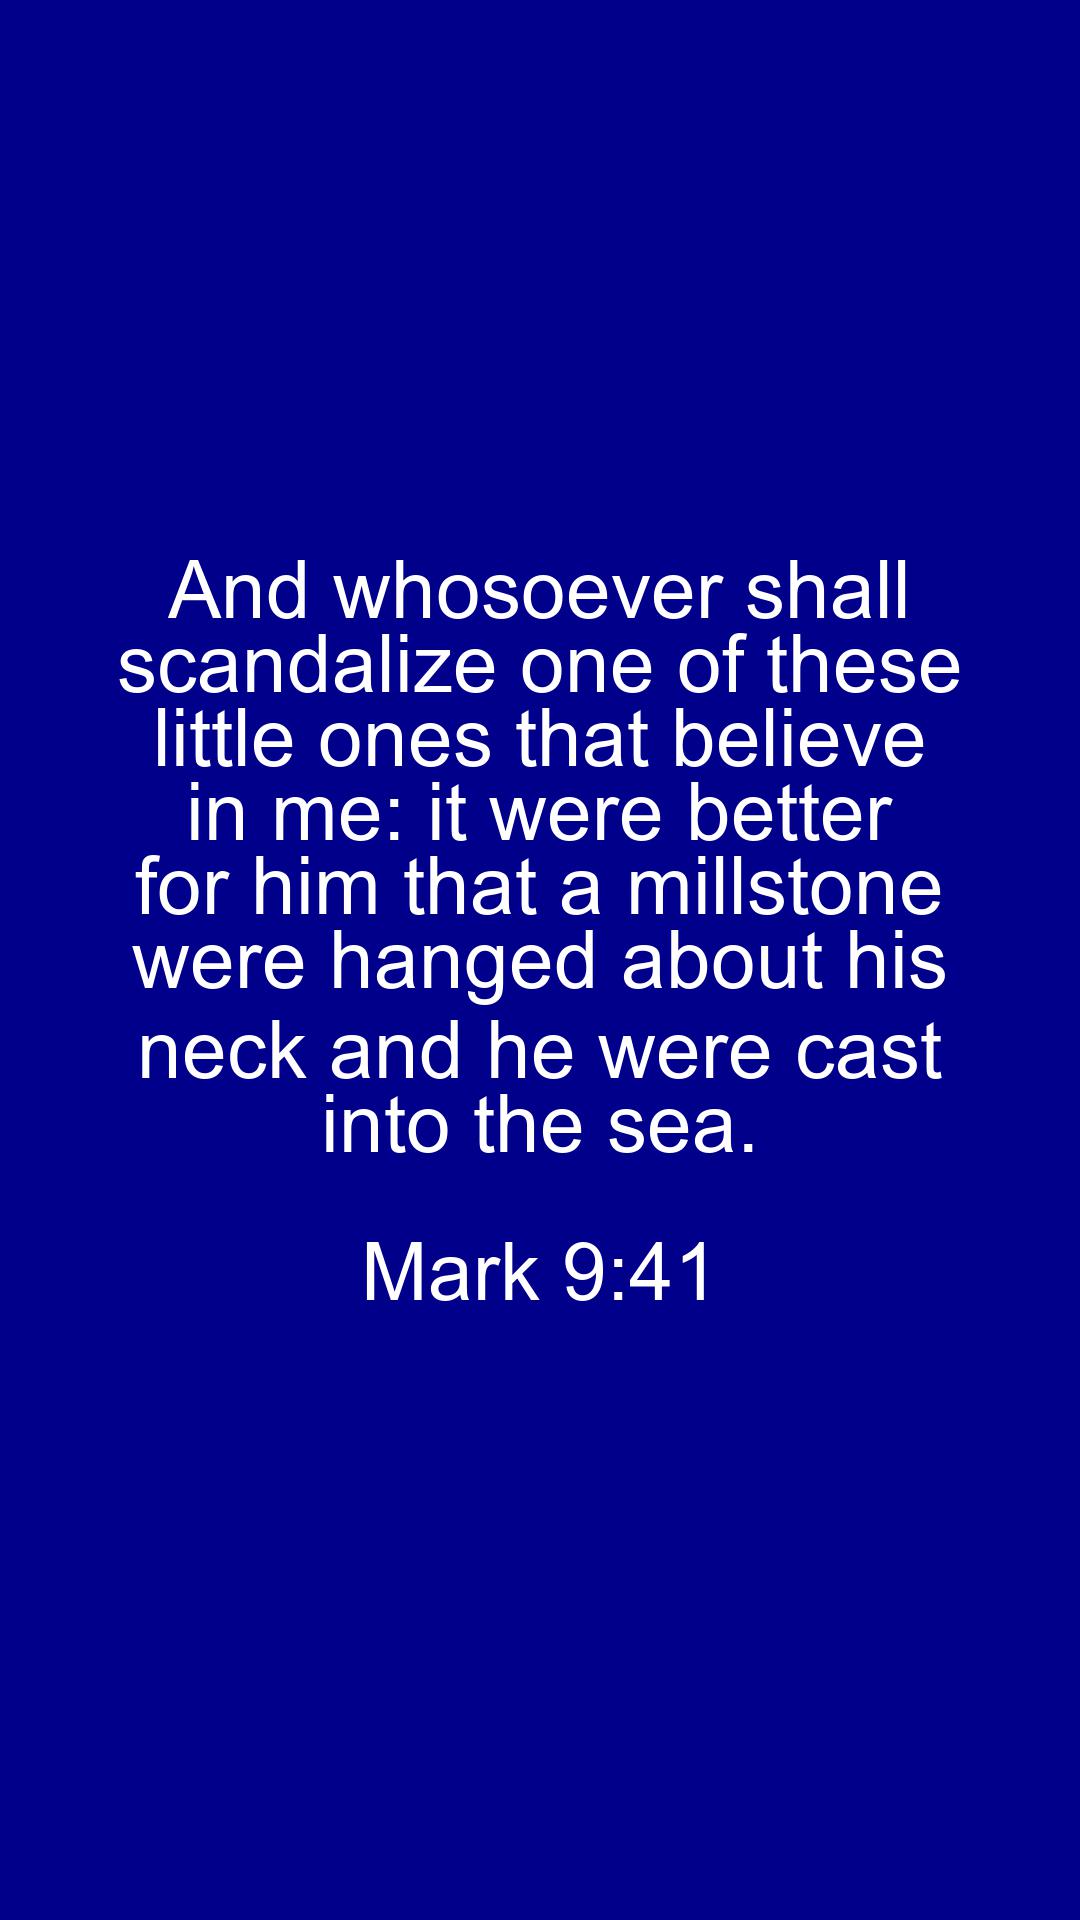 And whosoever shall
scandalize one of these
little ones that believe
in me: it were better
for him that a millstone
were hanged about his
neck and he were cast
into the sea.
Mark 9:41